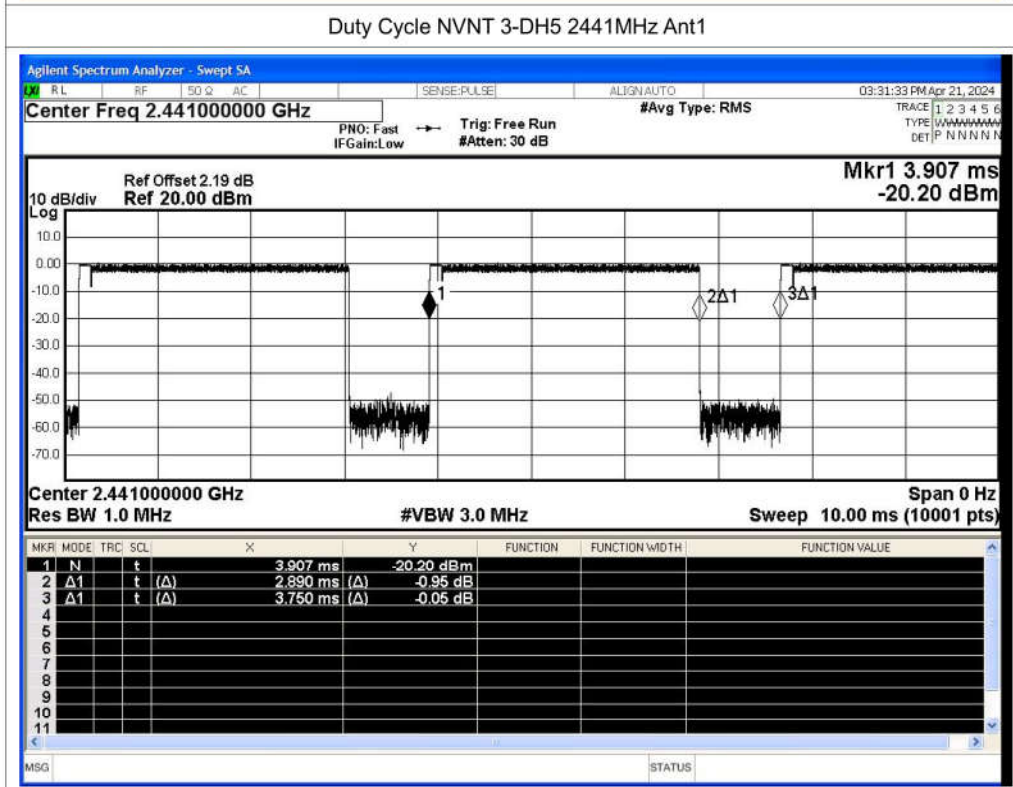 Duty Cycle NVNT 3-DH5 2441MHz Ant1
Agilent Spectrum Analyzer - Swept SA
LXI RL RF 50 Ω AC SENSE:PULSE ALIGNAUTO 03:31:33 PM Apr 21, 2024
Center Freq 2.441000000 GHz #Avg Type: RMS TRACE 1 2 3 4 5 6
PNO: Fast Trig: Free Run TYPE
IFGain:Low #Atten: 30 dB DET P N N N N N
Mkr1 3.907 ms
Ref Offset 2.19 dB
10 dB/div Ref 20.00 dBm -20.20 dBm
Log
10.0
0.00
-10.0
1 2Δ1 3Δ1
-20.0
-30.0
-40.0
-50.0
-60.0
-70.0
Center 2.441000000 GHz Span 0 Hz
Res BW 1.0 MHz #VBW 3.0 MHz Sweep 10.00 ms (10001 pts)
MKR MODE TRC SCL X Y FUNCTION FUNCTION WIDTH FUNCTION VALUE
1 N t 3.907 ms -20.20 dBm
2 Δ1 t (Δ) 2.890 ms (Δ) -0.95 dB
3 Δ1 t (Δ) 3.750 ms (Δ) -0.05 dB
4
5
6
7
8
9
10
11
MSG STATUS